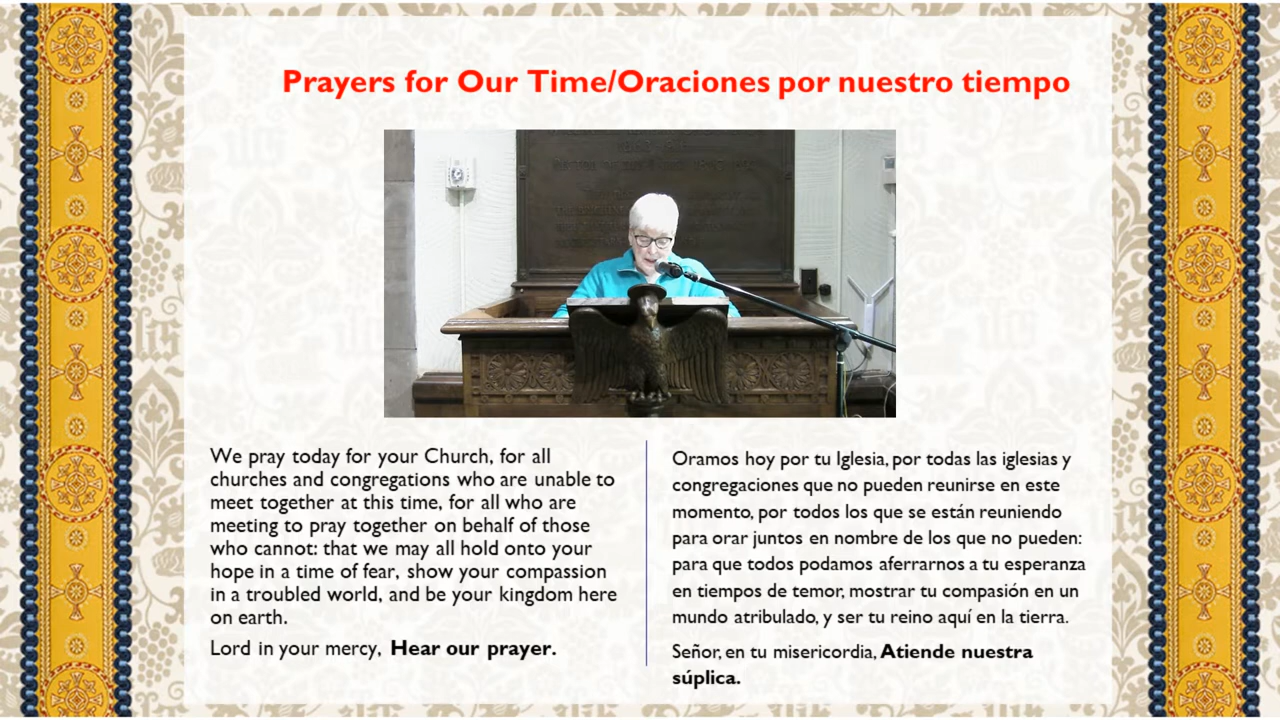 Prayers for Our Time/Oraciones por nuestro tiempo
We pray today for your Church, for all
churches and congregations who are unable to
meet together at this time, for all who are
meeting to pray together on behalf of those
who cannot: that we may all hold onto your
hope in a time of fear, show your compassion
in a troubled world, and be your kingdom here
on earth.
Lord in your mercy, Hear our prayer.
Oramos hoy por tu Iglesia, por todas las iglesias y
congregaciones que no pueden reunirse en este
momento, por todos los que se están reuniendo
para orar juntos en nombre de los que no pueden:
para que todos podamos aferrarnos a tu esperanza
en tiempos de temor, mostrar tu compasión en un
mundo atribulado, y ser tu reino aquí en la tierra.
Señor, en tu misericordia, Atiende nuestra
súplica.